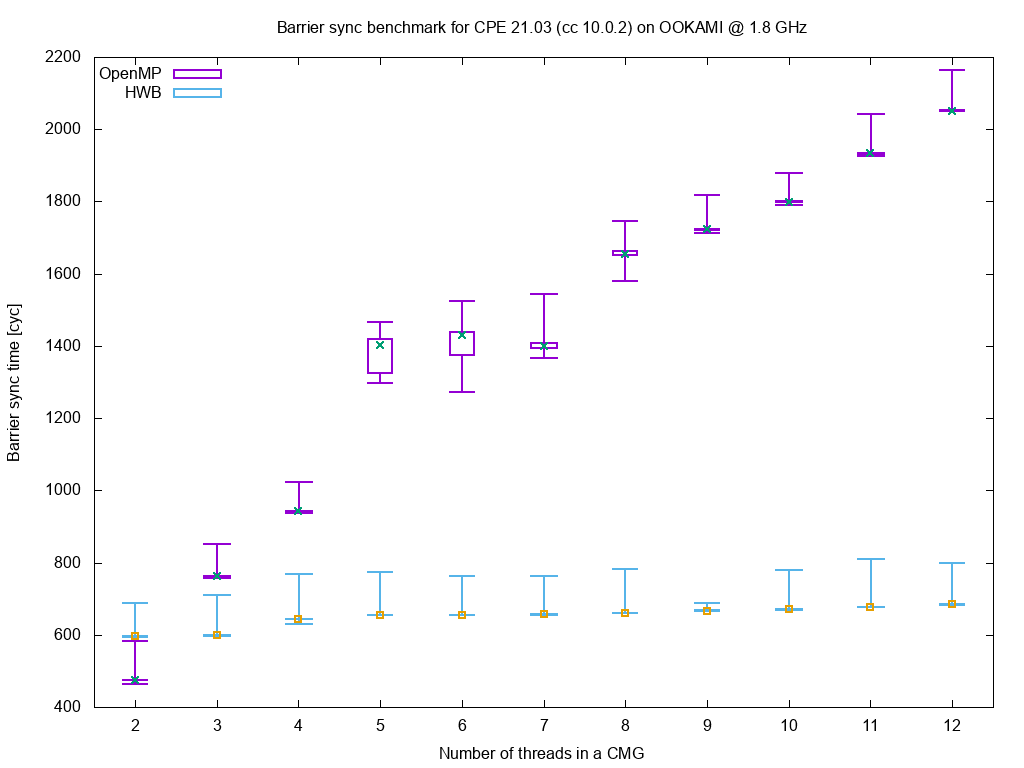 Barrier sync benchmark for CPE 21.03 (cc 10.0.2) on OOKAMI @ 1.8 GHz
2200
OpenMP
HWB
2000
1800
1600
1400
1200
1000
800
600
400
Barrier sync time [cyc]
2 3 4 5 6 7 8 9 10 11 12
Number of threads in a CMG